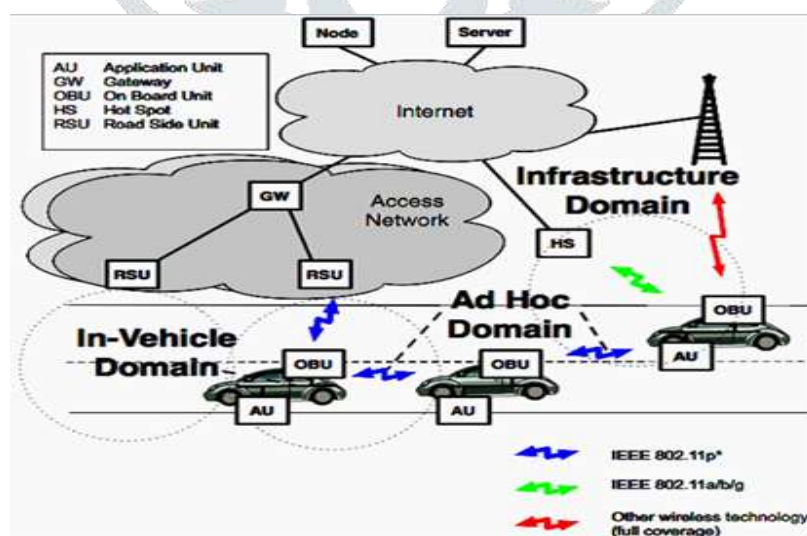 Node
Server
AU Application Unit
GW Gateway
OBU On Board Unit
HS Hot Spot
RSU Road Side Unit
Internet
Infrastructure
Domain
GW
Access
Network
HS
RSU
RSU
Ad Hoc
Domain
OBU
In-Vehicle
Domain
OBU
OBU
AU
AU
AU
IEEE 802.11p*
IEEE 802.11a/b/g
Other wireless technology
(full coverage)